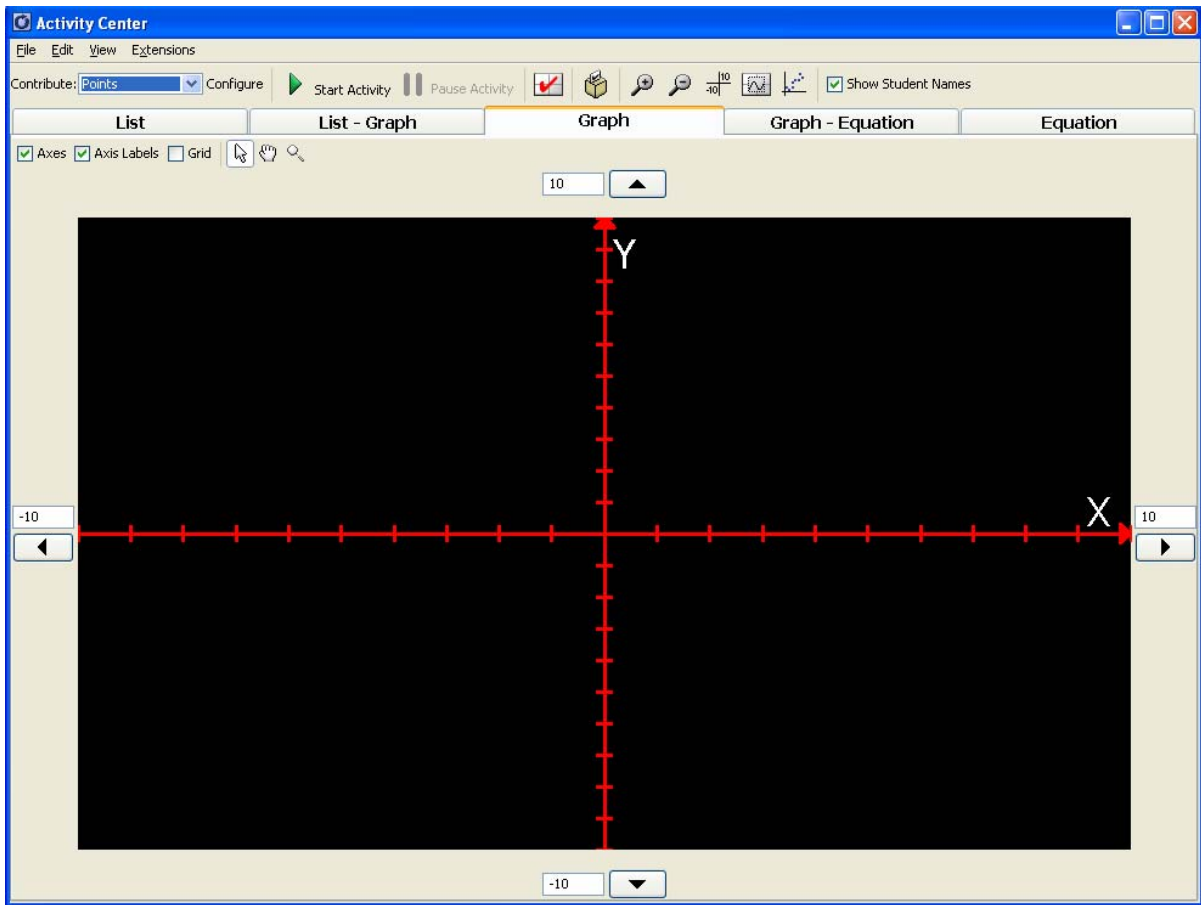 Activity Center
File Edit View Extensions
Contribute: Points Configure Start Activity Pause Activity 10 -10 Show Student Names
List List - Graph Graph Graph - Equation Equation
Axes Axis Labels Grid
10
Y
-10 X 10
-10